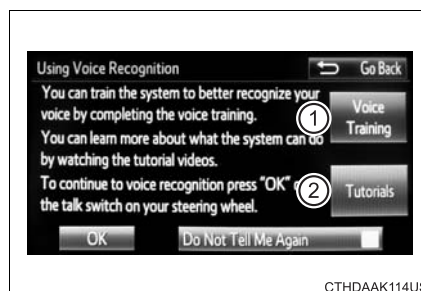 Using Voice Recognition
Go Back
You can train the system to better recognize your
voice by completing the voice training.
1
Voice
Training
You can learn more about what the system can do
by watching the tutorial videos.
To continue to voice recognition press "OK"
2
Tutorials
the talk switch on your steering wheel.
OK
Do Not Tell Me Again
CTHDAAK114US